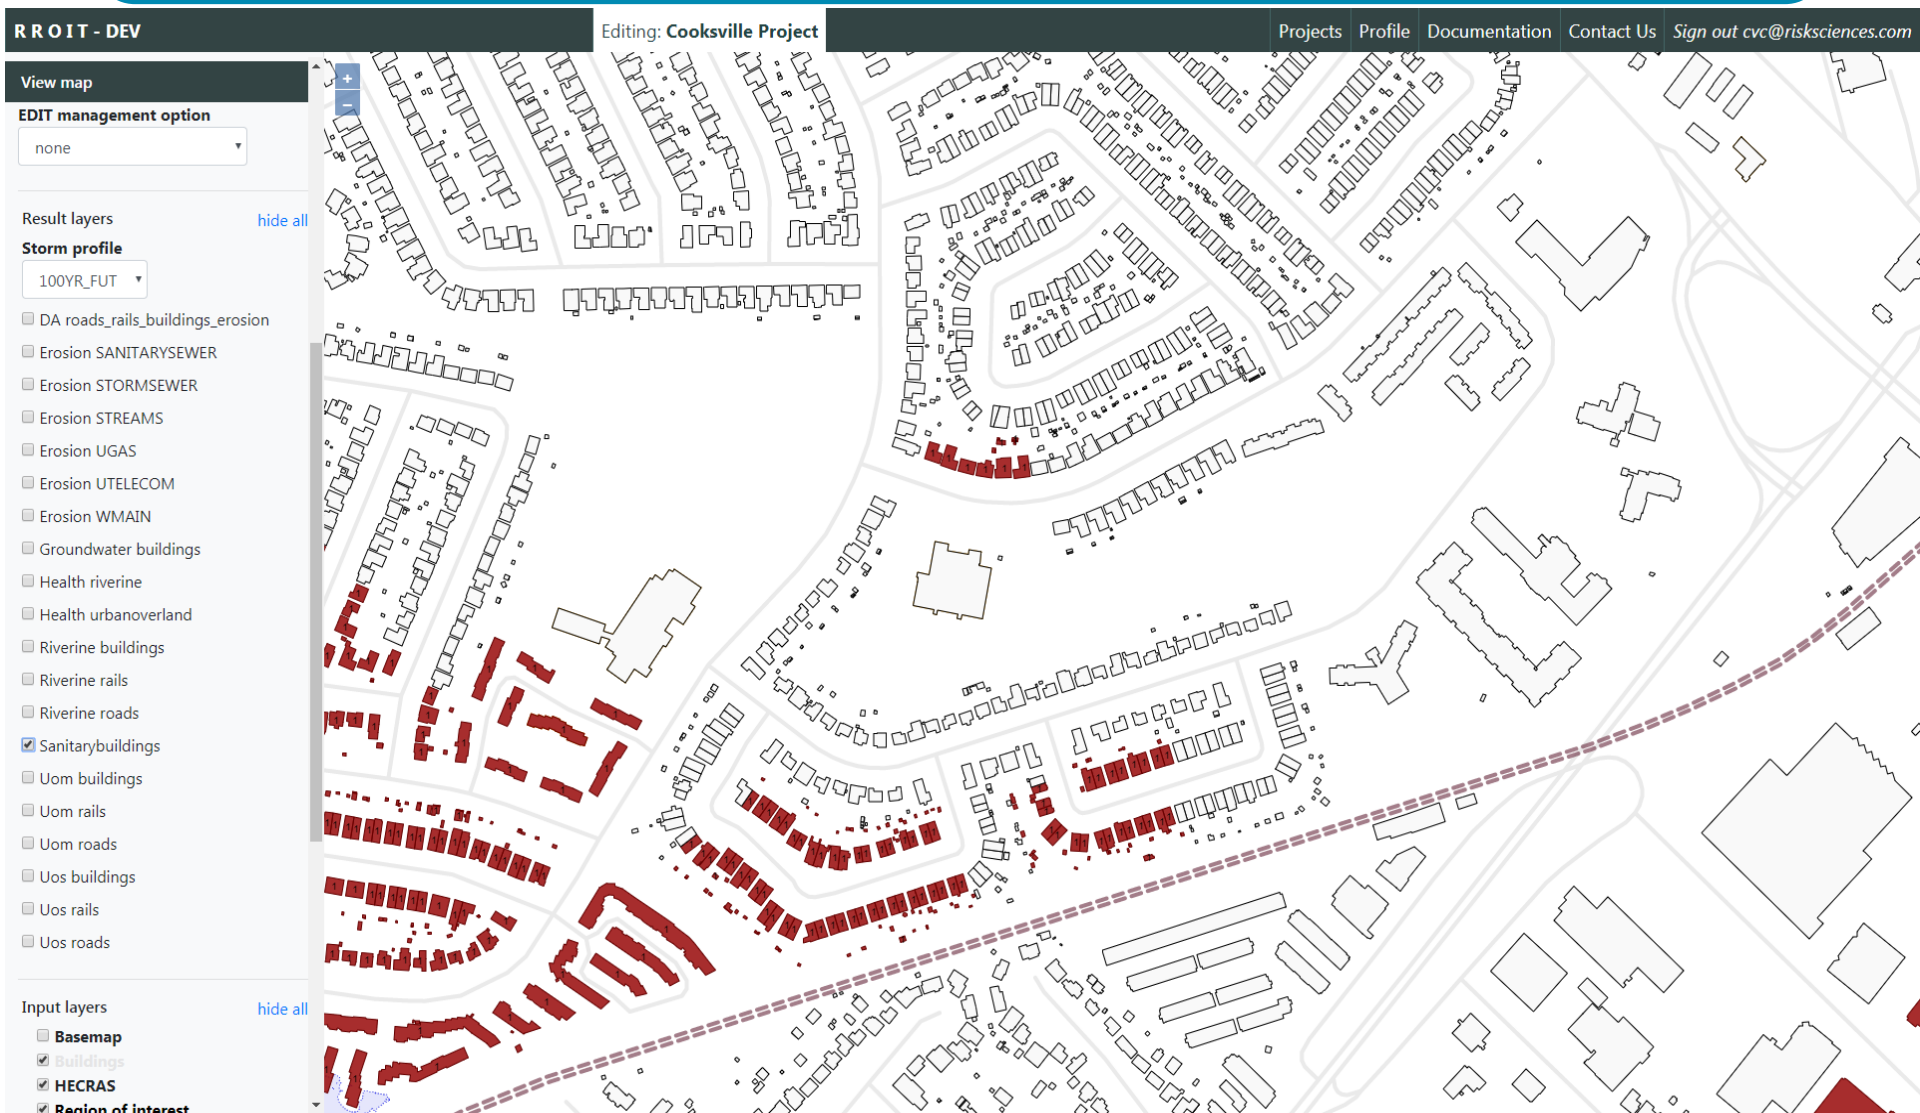 RROIT - DEV
Editing: Cooksville Project
Projects
Profile
Documentation
Contact Us
Sign out cvc@risksciences.com
View map
+
−
EDIT management option
none
Result layers
hide all
Storm profile
100YR_FUT
DA roads_rails_buildings_erosion
Erosion SANITARYSEWER
Erosion STORMSEWER
Erosion STREAMS
Erosion UGAS
Erosion UTELECOM
Erosion WMAIN
Groundwater buildings
Health riverine
Health urbanoverland
Riverine buildings
Riverine rails
Riverine roads
Sanitarybuildings
Uom buildings
Uom rails
Uom roads
Uos buildings
Uos rails
Uos roads
Input layers
hide all
Basemap
Buildings
HECRAS
Region of interest